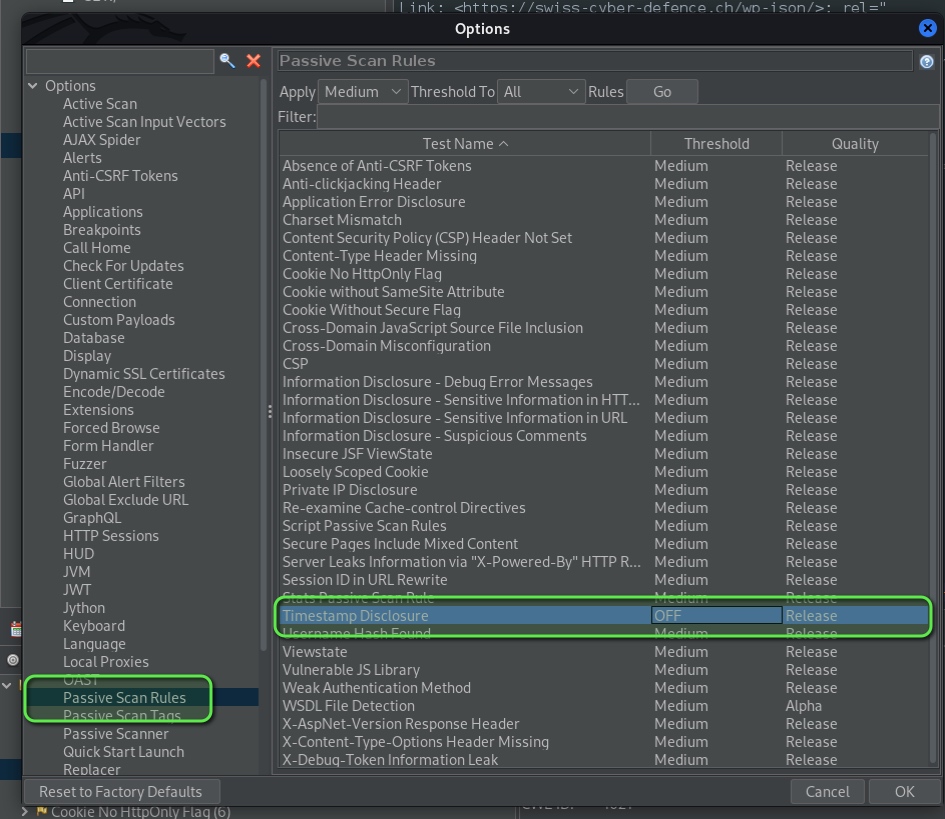 Link: <https://swiss-cyber-defence.ch/wp-json/>; rel="
Options
Passive Scan Rules
Apply Medium Threshold To All Rules Go
Filter:
Options
Active Scan
Active Scan Input Vectors
AJAX Spider
Alerts
Anti-CSRF Tokens
API
Applications
Breakpoints
Call Home
Check For Updates
Client Certificate
Connection
Custom Payloads
Database
Display
Dynamic SSL Certificates
Encode/Decode
Extensions
Forced Browse
Form Handler
Fuzzer
Global Alert Filters
Global Exclude URL
GraphQL
HTTP Sessions
HUD
JVM
JWT
Jython
Keyboard
Language
Local Proxies
OAST
Passive Scan Rules
Passive Scan Tags
Passive Scanner
Quick Start Launch
Replacer
Test Name Threshold Quality
Absence of Anti-CSRF Tokens Medium Release
Anti-clickjacking Header Medium Release
Application Error Disclosure Medium Release
Charset Mismatch Medium Release
Content Security Policy (CSP) Header Not Set Medium Release
Content-Type Header Missing Medium Release
Cookie No HttpOnly Flag Medium Release
Cookie without SameSite Attribute Medium Release
Cookie Without Secure Flag Medium Release
Cross-Domain JavaScript Source File Inclusion Medium Release
Cross-Domain Misconfiguration Medium Release
CSP Medium Release
Information Disclosure - Debug Error Messages Medium Release
Information Disclosure - Sensitive Information in HTT... Medium Release
Information Disclosure - Sensitive Information in URL Medium Release
Information Disclosure - Suspicious Comments Medium Release
Insecure JSF ViewState Medium Release
Loosely Scoped Cookie Medium Release
Private IP Disclosure Medium Release
Re-examine Cache-control Directives Medium Release
Script Passive Scan Rules Medium Release
Secure Pages Include Mixed Content Medium Release
Server Leaks Information via "X-Powered-By" HTTP R... Medium Release
Session ID in URL Rewrite Medium Release
Stats Passive Scan Rule Medium Release
Timestamp Disclosure OFF Release
Username Hash Found Medium Release
Viewstate Medium Release
Vulnerable JS Library Medium Release
Weak Authentication Method Medium Release
WSDL File Detection Medium Alpha
X-AspNet-Version Response Header Medium Release
X-Content-Type-Options Header Missing Medium Release
X-Debug-Token Information Leak Medium Release
Reset to Factory Defaults Cancel OK
Cookie No HttpOnly Flag (6)